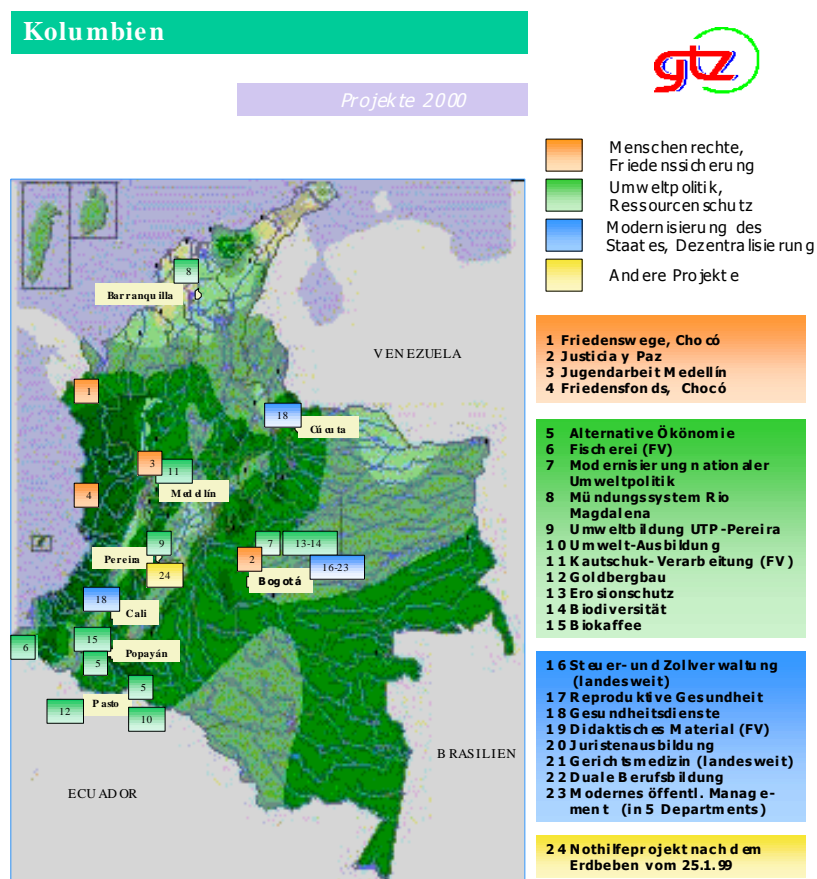 Kolumbien
gtz
Projekte 2000
Menschenrechte,
Friedenssicherung
Umweltpolitik,
Ressourcenschutz
Modernisierung des
Staates, Dezentralisierung
Andere Projekte
8
Barranquilla
VENEZUELA
1
18
Cúcuta
3
11
Medellín
4
9
7
13-14
Pereira
2
16-23
24
Bogotá
18
Cali
6
15
Popayán
5
5
Pasto
12
10
BRASILIEN
ECUADOR
1 Friedenswege, Chocó
2 Justicia y Paz
3 Jugendarbeit Medellín
4 Friedensfonds, Chocó
5 Alternative Ökönomie
6 Fischerei (FV)
7 Modernisierung nationaler
Umweltpolitik
8 Mündungssystem Rio
Magdalena
9 Umweltbildung UTP-Pereira
10 Umwelt-Ausbildung
11 Kautschuk-Verarbeitung (FV)
12 Goldbergbau
13 Erosionschutz
14 Biodiversität
15 Biokaffee
16 Steuer- und Zollverwaltung
(landesweit)
17 Reproduktive Gesundheit
18 Gesundheitsdienste
19 Didaktisches Material (FV)
20 Juristenausbildung
21 Gerichtsmedizin (landesweit)
22 Duale Berufsbildung
23 Modernes öffentl. Manage-
ment (in 5 Departments)
24 Nothilfeprojekt nach dem
Erdbeben vom 25.1.99